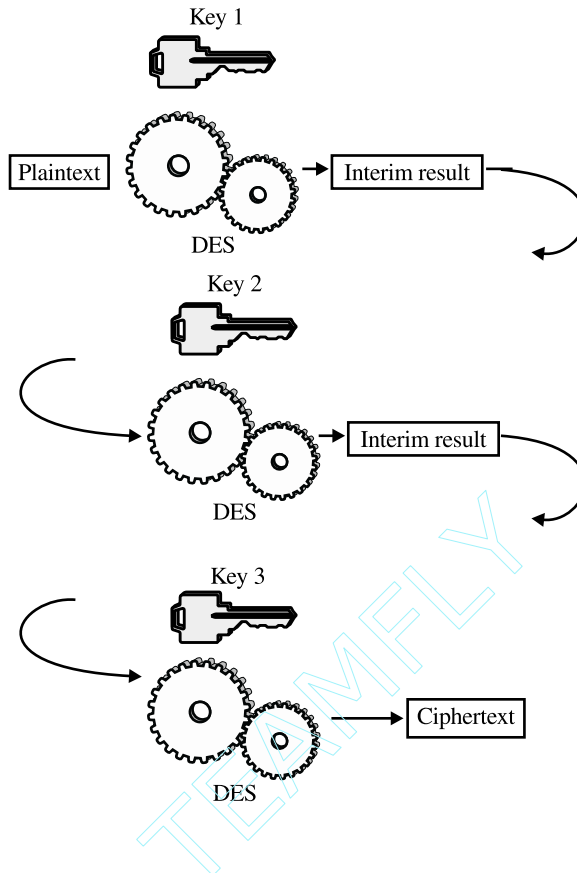 Key 1
Plaintext
Interim result
DES
Key 2
Interim result
DES
Key 3
Ciphertext
DES
TEAMFLY